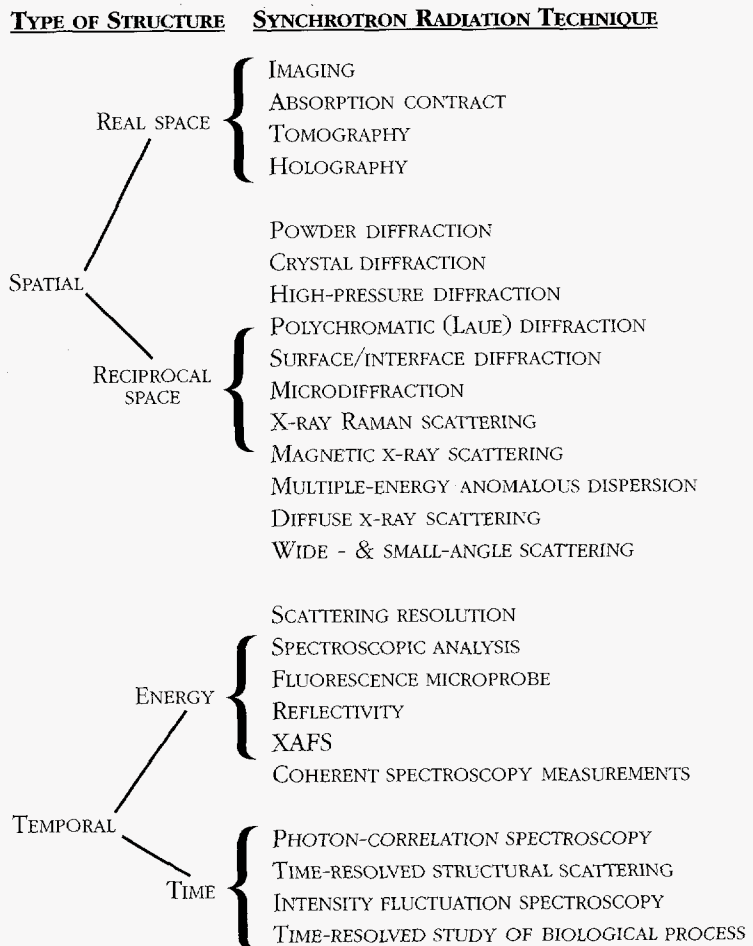 TYPE OF STRUCTURE SYNCHROTRON RADIATION TECHNIQUE
IMAGING
ABSORPTION CONTRACT
REAL SPACE
TOMOGRAPHY
HOLOGRAPHY
POWDER DIFFRACTION
CRYSTAL DIFFRACTION
SPATIAL
HIGH-PRESSURE DIFFRACTION
POLYCHROMATIC (LAUE) DIFFRACTION
SURFACE/INTERFACE DIFFRACTION
RECIPROCAL
SPACE
MICRODIFFRACTION
X-RAY RAMAN SCATTERING
MAGNETIC X-RAY SCATTERING
MULTIPLE-ENERGY ANOMALOUS DISPERSION
DIFFUSE X-RAY SCATTERING
WIDE - & SMALL-ANGLE SCATTERING
SCATTERING RESOLUTION
SPECTROSCOPIC ANALYSIS
FLUORESCENCE MICROPROBE
ENERGY
REFLECTIVITY
XAFS
COHERENT SPECTROSCOPY MEASUREMENTS
TEMPORAL
PHOTON-CORRELATION SPECTROSCOPY
TIME-RESOLVED STRUCTURAL SCATTERING
TIME
INTENSITY FLUCTUATION SPECTROSCOPY
TIME-RESOLVED STUDY OF BIOLOGICAL PROCESS